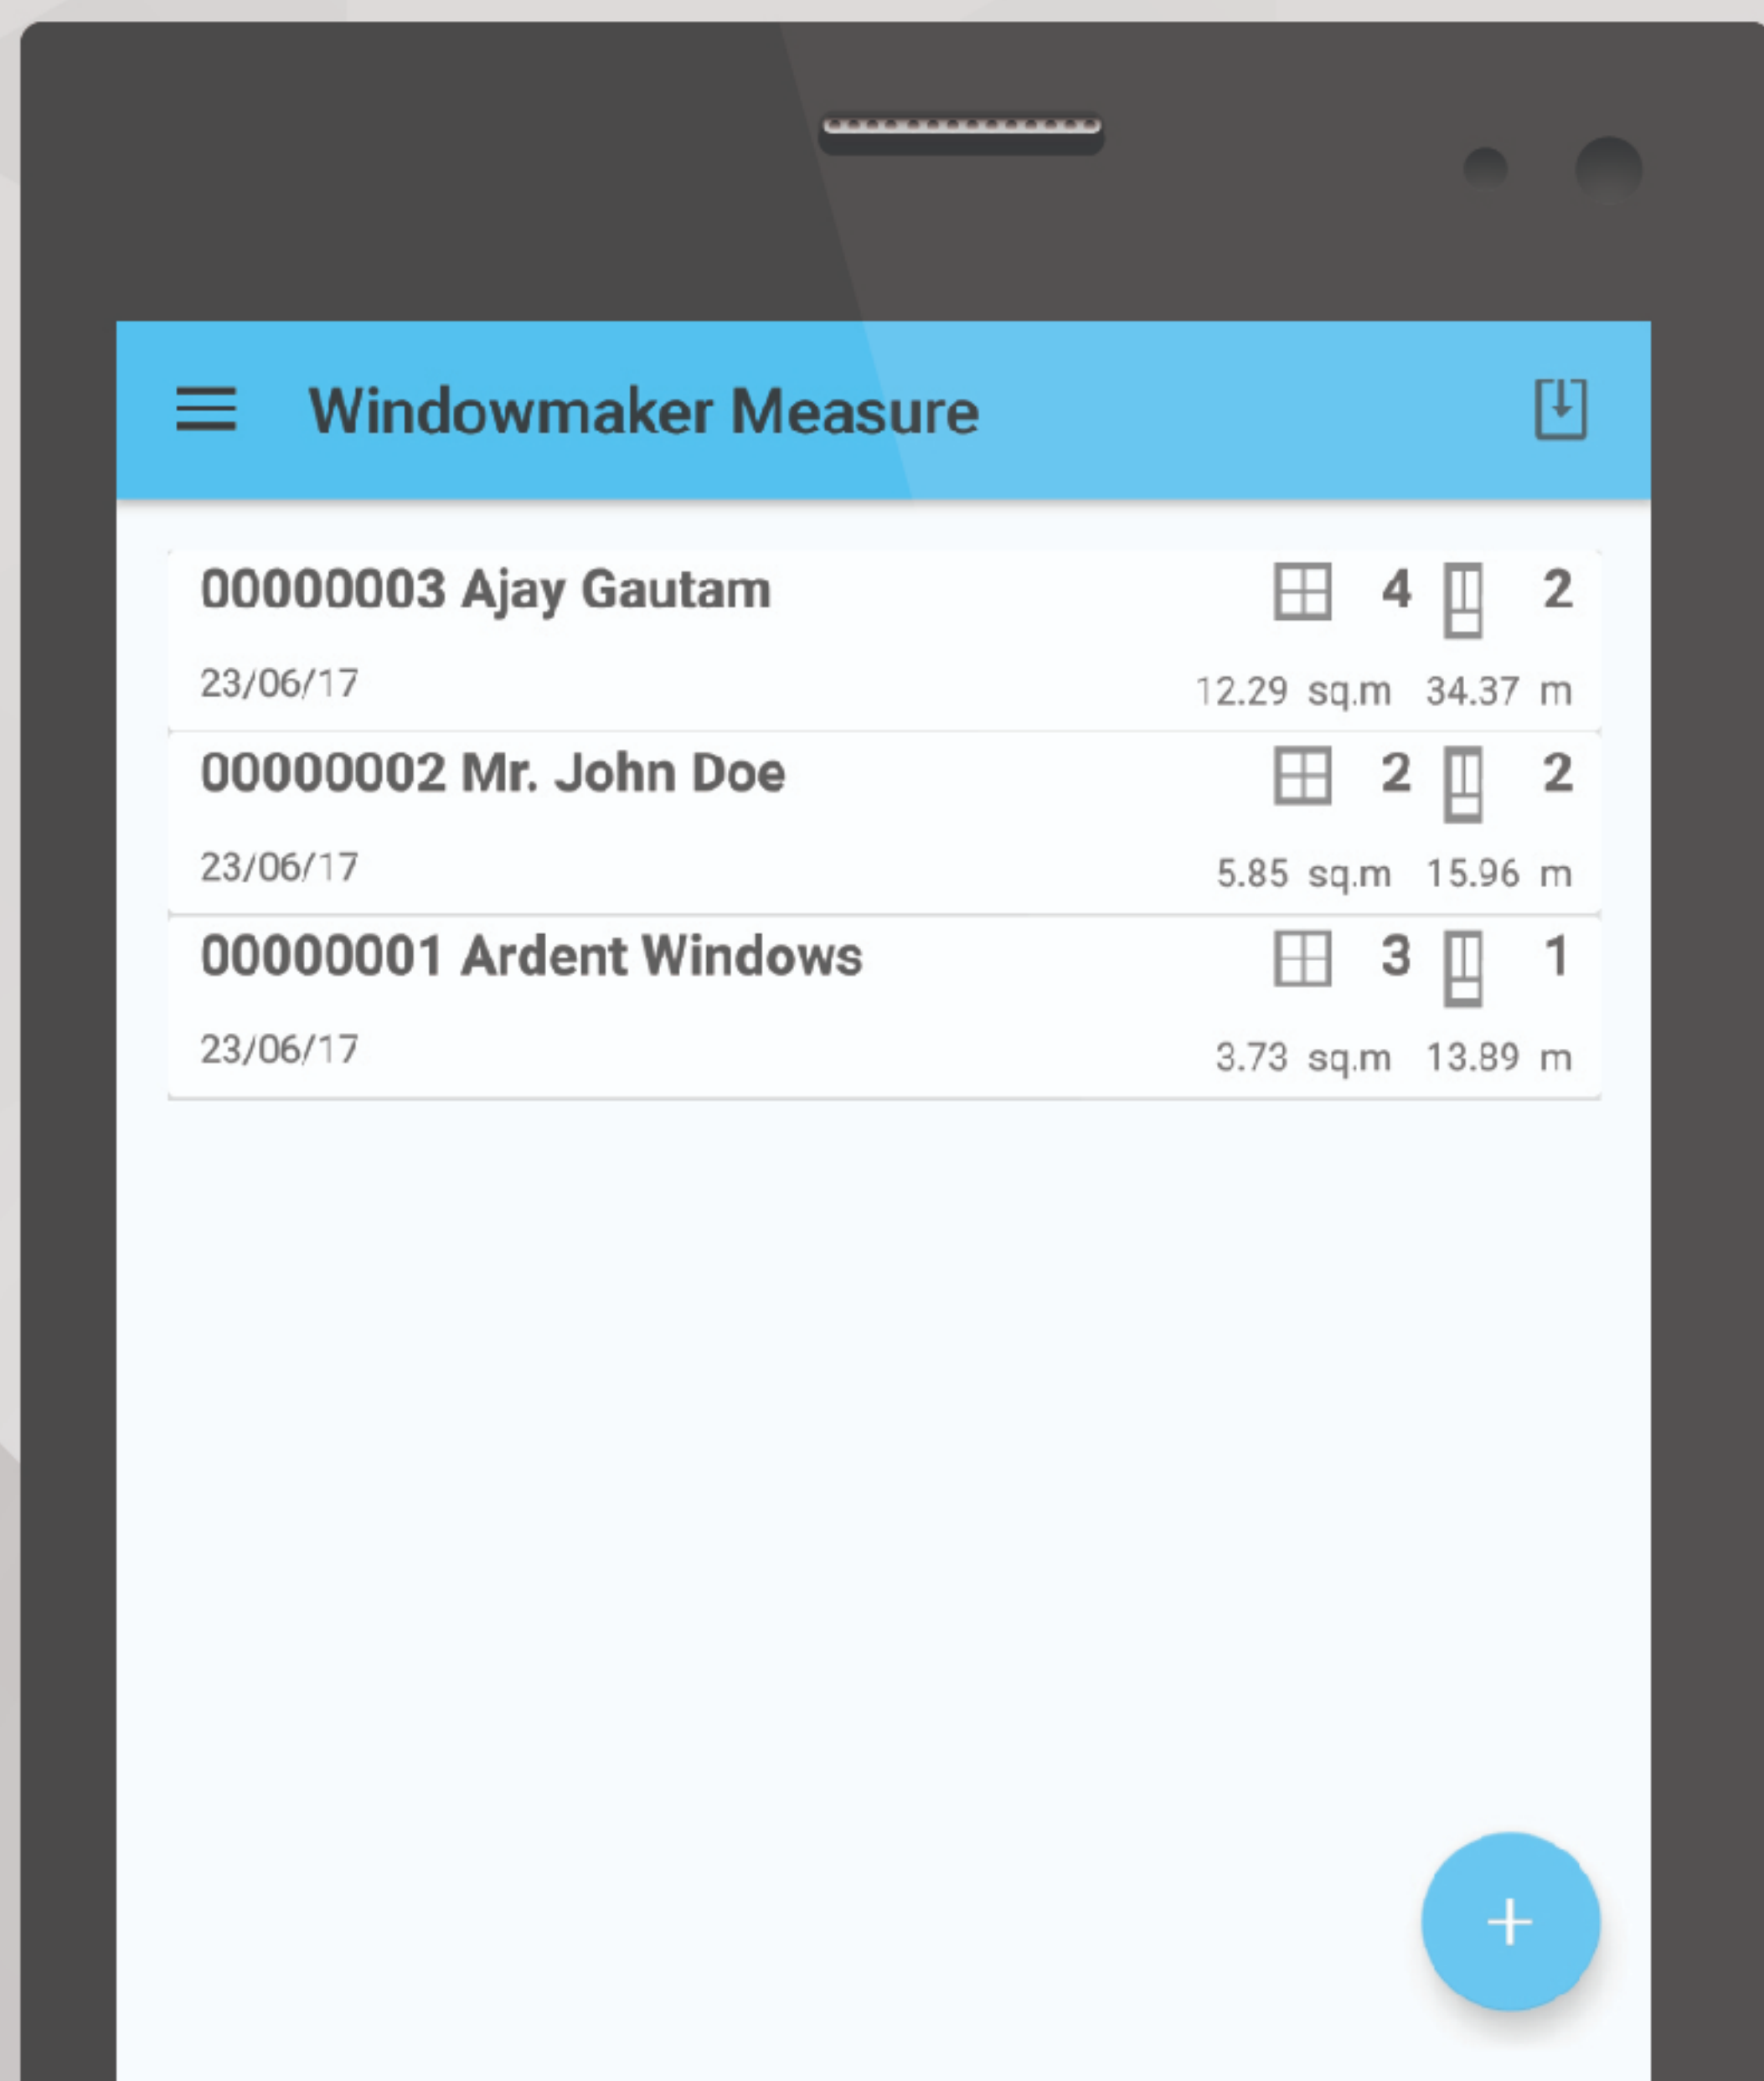 Windowmaker Measure
00000003 Ajay Gautam 4 2
23/06/17 12.29 sq.m 34.37 m
00000002 Mr. John Doe 2 2
23/06/17 5.85 sq.m 15.96 m
00000001 Ardent Windows 3 1
23/06/17 3.73 sq.m 13.89 m
+